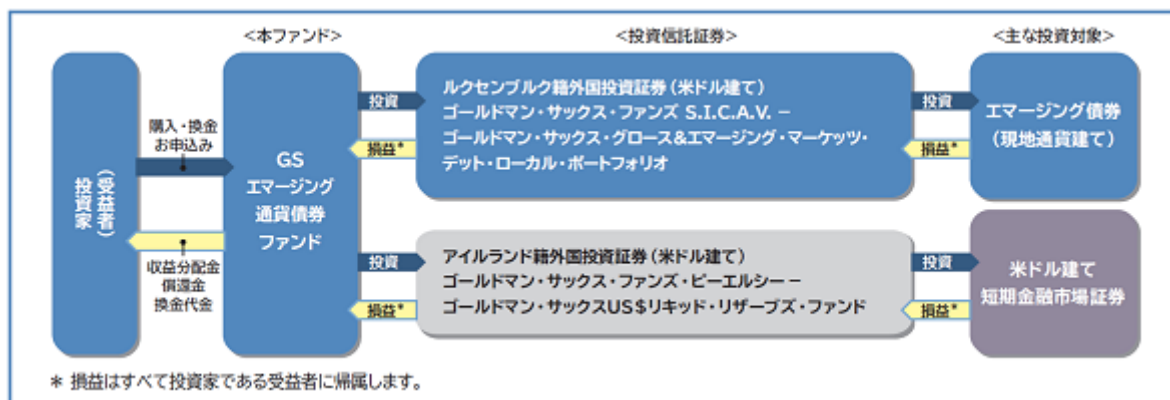 <本ファンド>
<投資信託証券>
<主な投資対象>
投資家
(受益者)
購入・換金
お申込み
収益分配金
償還金
換金代金
GS
エマージング
通貨債券
ファンド
投資
損益*
ルクセンブルク籍外国投資証券(米ドル建て)
ゴールドマン・サックス・ファンズ S.I.C.A.V. −
ゴールドマン・サックス・グロース&エマージング・マーケッツ・
デット・ローカル・ポートフォリオ
投資
損益*
エマージング債券
(現地通貨建て)
投資
損益*
アイルランド籍外国投資証券(米ドル建て)
ゴールドマン・サックス・ファンズ・ピーエルシー −
ゴールドマン・サックスUS$リキッド・リザーブズ・ファンド
投資
損益*
米ドル建て
短期金融市場証券
* 損益はすべて投資家である受益者に帰属します。